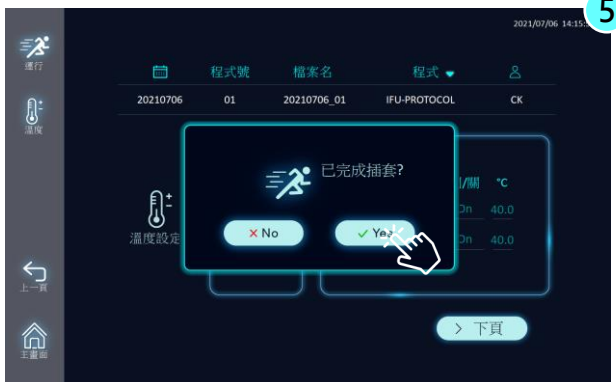 5
2021/07/06 14:15:
運行
程式號
檔案名
程式
20210706
01
20210706_01
IFU-PROTOCOL
CK
溫度
已完成插套?
/關
°C
On
40.0
No
Yes
溫度設定
On
40.0
上一頁
下頁
主畫面